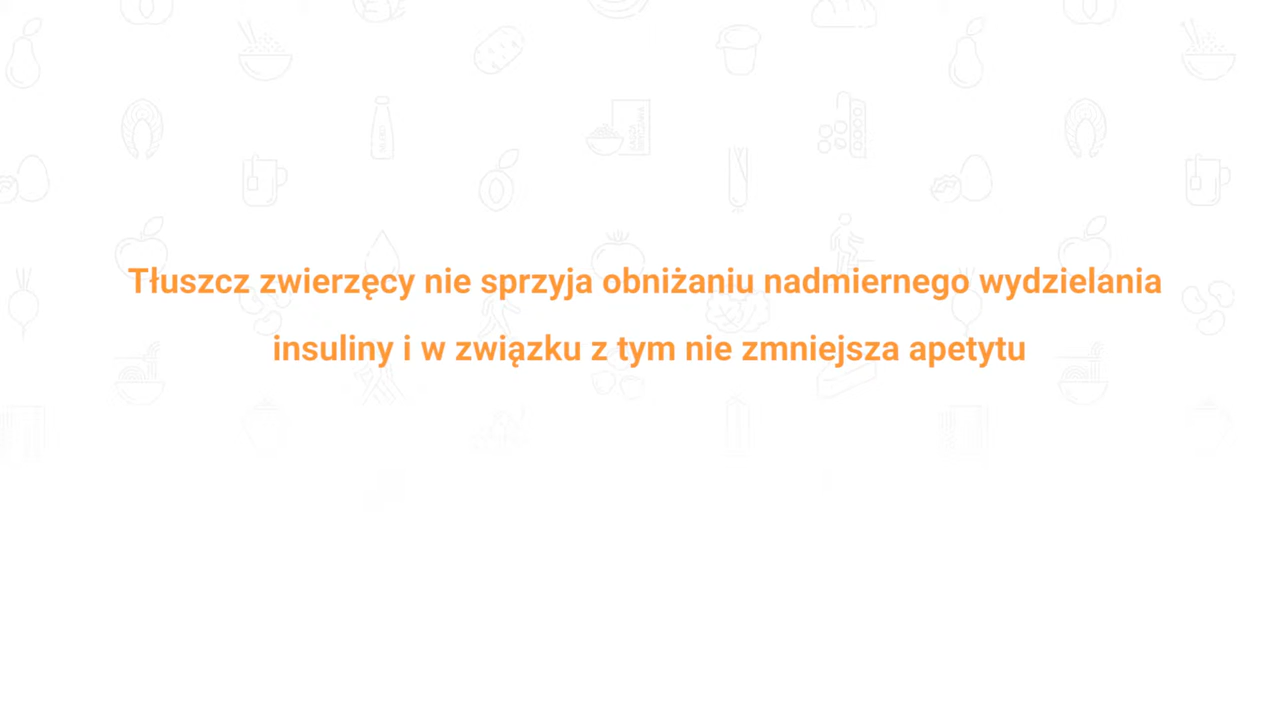 Tłuszcz zwierzęcy nie sprzyja obniżaniu nadmiernego wydzielania
insuliny i w związku z tym nie zmniejsza apetytu